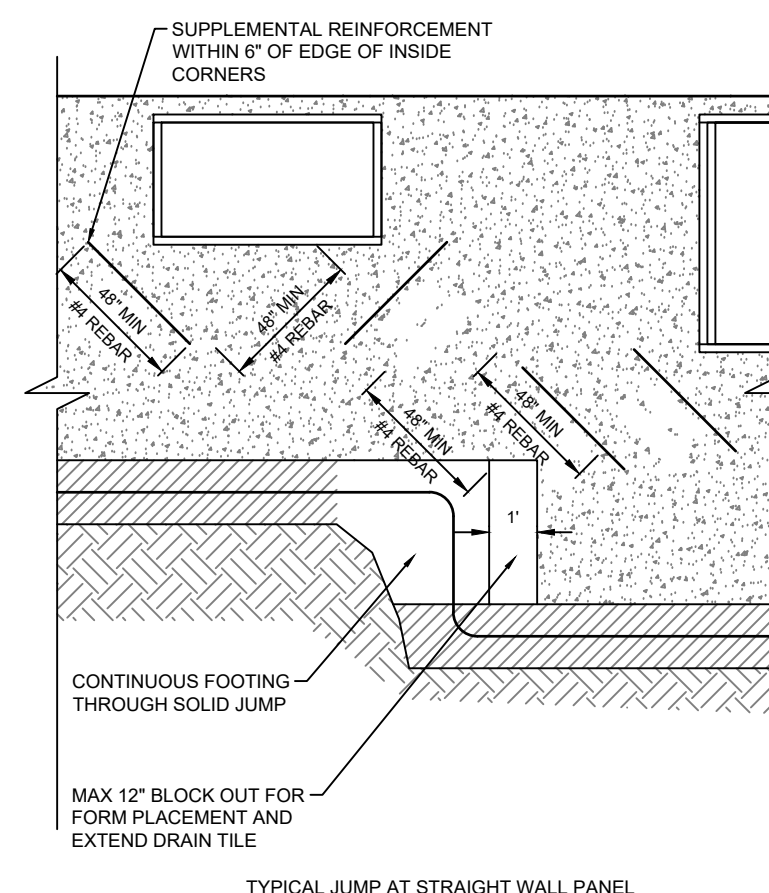 SUPPLEMENTAL REINFORCEMENT
WITHIN 6" OF EDGE OF INSIDE
CORNERS
48" MIN
#4 REBAR
48" MIN
#4 REBAR
48" MIN
#4 REBAR
48" MIN
#4 REBAR
1'
CONTINUOUS FOOTING
THROUGH SOLID JUMP
MAX 12" BLOCK OUT FOR
FORM PLACEMENT AND
EXTEND DRAIN TILE
TYPICAL JUMP AT STRAIGHT WALL PANEL